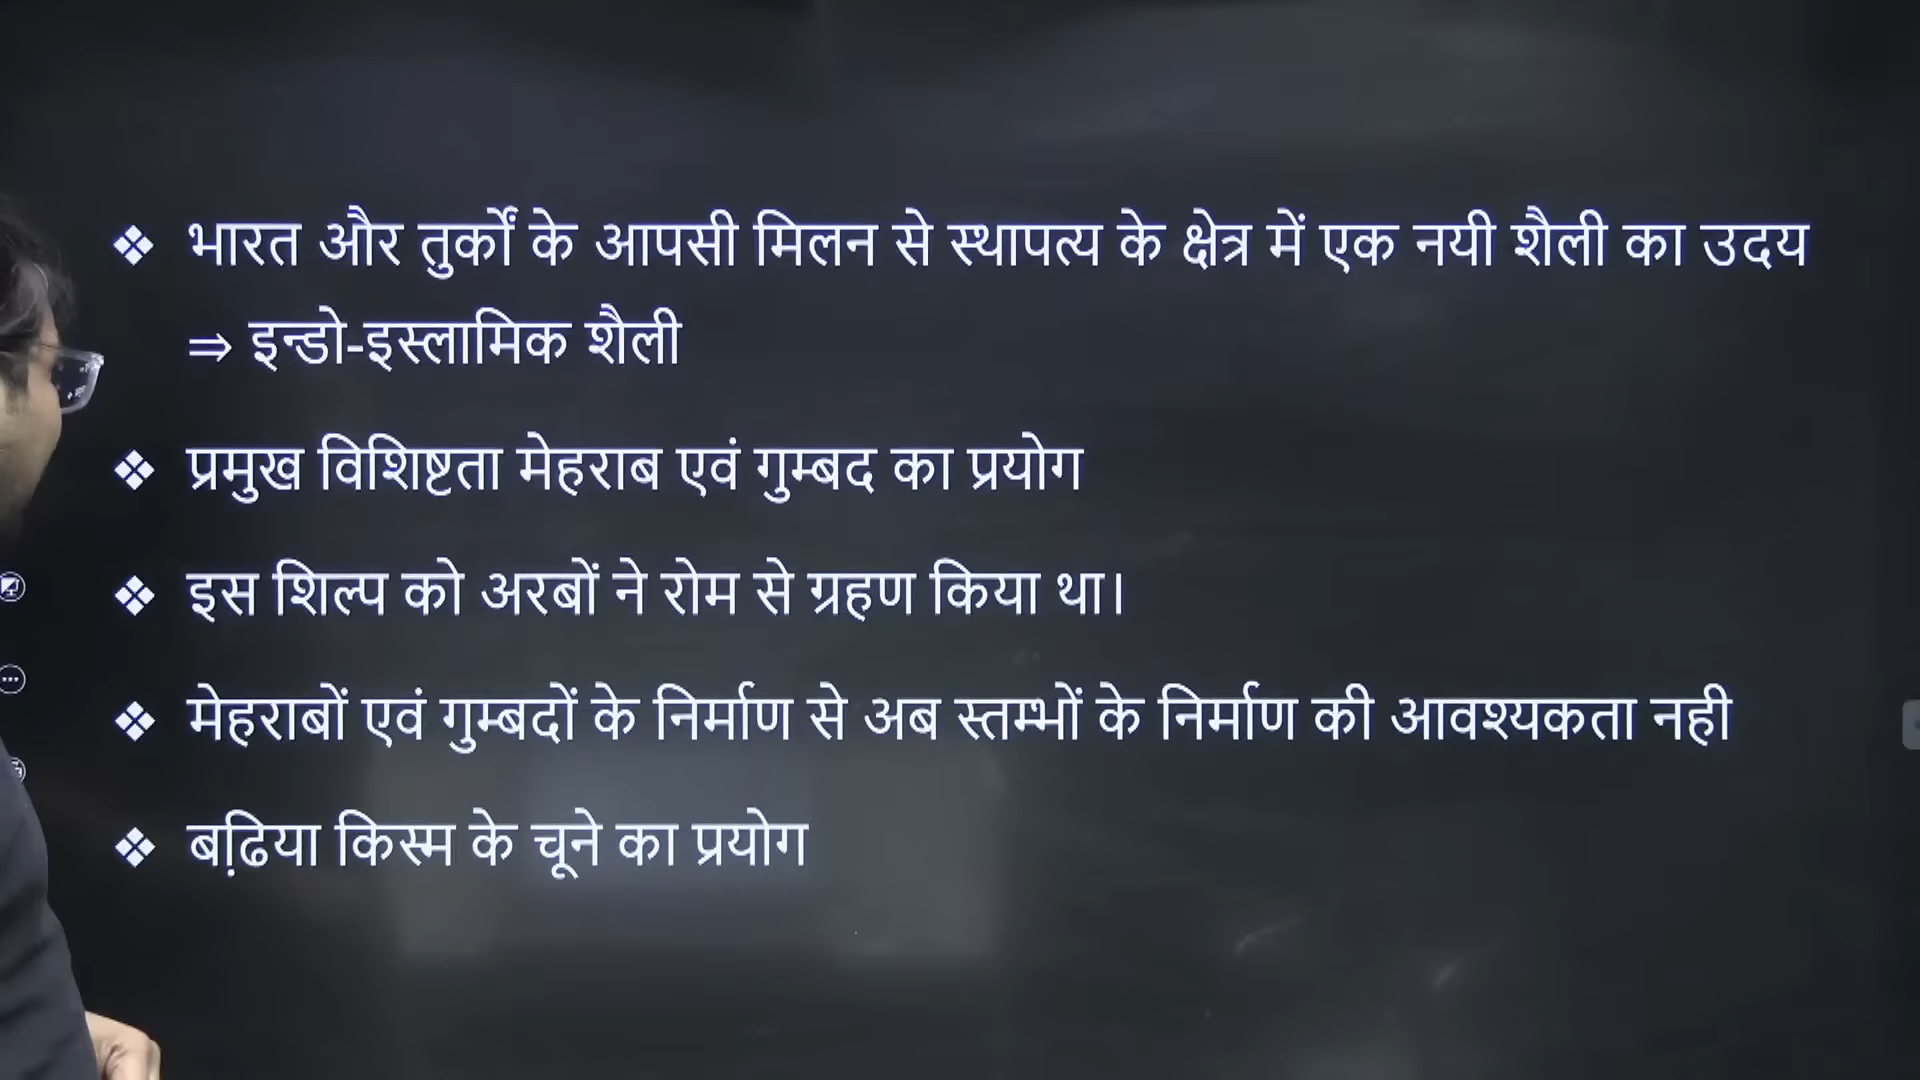 ❖ भारत और तुर्कों के आपसी मिलन से स्थापत्य के क्षेत्र में एक नयी शैली का उदय
⇒ इन्डो-इस्लामिक शैली
❖ प्रमुख विशिष्टता मेहराब एवं गुम्बद का प्रयोग
❖ इस शिल्प को अरबों ने रोम से ग्रहण किया था।
❖ मेहराबों एवं गुम्बदों के निर्माण से अब स्तम्भों के निर्माण की आवश्यकता नही
❖ बढ़िया किस्म के चूने का प्रयोग